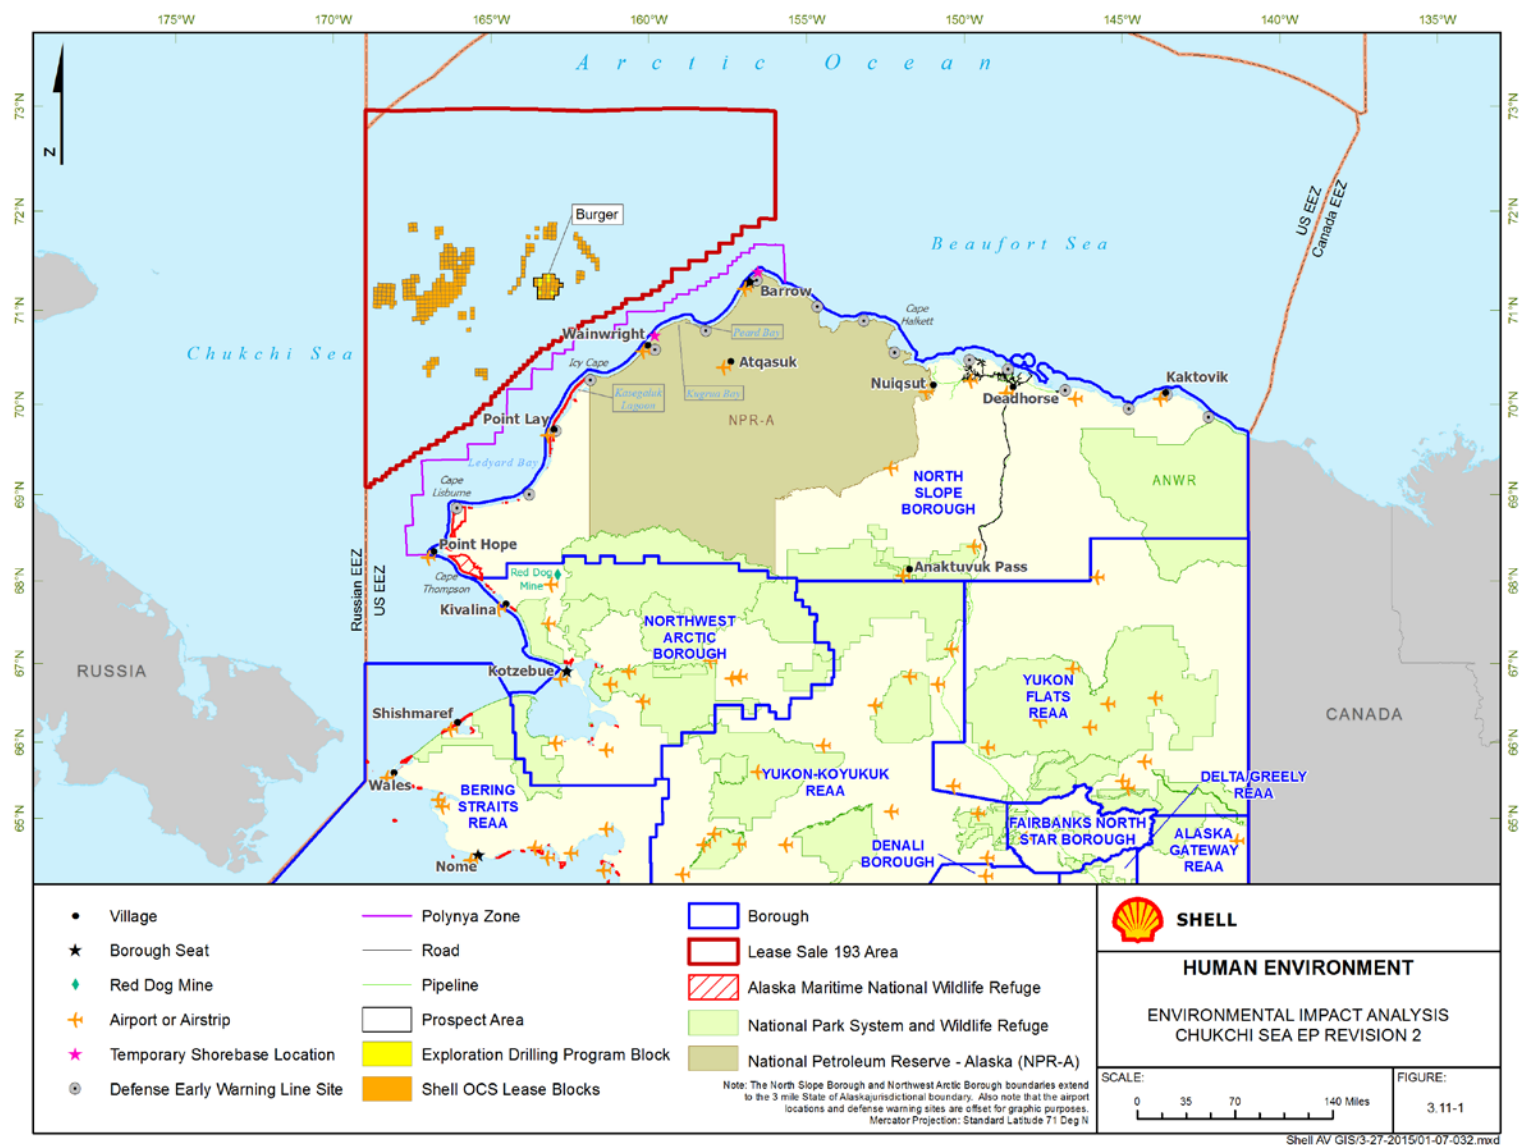 175°W 170°W 165°W 160°W 155°W 150°W 145°W 140°W 135°W
73°N 73°N
72°N 72°N
71°N 71°N
70°N 70°N
69°N 69°N
68°N 68°N
67°N 67°N
66°N 66°N
65°N 65°N
Z
Arctic Ocean
Burger
US EEZ
Canada EEZ
Beaufort Sea
Chukchi Sea
Barrow
Cape
Halkett
Wainwright
Peard Bay
Icy Cape
Atqasuk
Kasegaluk
Lagoon
Kugrua Bay
Nuiqsut
Deadhorse
Kaktovik
Point Lay
NPR-A
Ledyard Bay
Cape
Lisburne
NORTH
SLOPE
BOROUGH
ANWR
Point Hope
Cape
Thompson
Red Dog
Mine
Anaktuvuk Pass
Russian EEZ
US EEZ
Kivalina
NORTHWEST
ARCTIC
BOROUGH
RUSSIA
Kotzebue
YUKON
FLATS
REAA
Shishmaref
CANADA
Wales
BERING
STRAITS
REAA
YUKON-KOYUKUK
REAA
DELTA/GREELY
REAA
FAIRBANKS NORTH
STAR BOROUGH
ALASKA
GATEWAY
REAA
DENALI
BOROUGH
Nome
Village
Borough Seat
Red Dog Mine
Airport or Airstrip
Temporary Shorebase Location
Defense Early Warning Line Site
Polynya Zone
Road
Pipeline
Prospect Area
Exploration Drilling Program Block
Shell OCS Lease Blocks
Borough
Lease Sale 193 Area
Alaska Maritime National Wildlife Refuge
National Park System and Wildlife Refuge
National Petroleum Reserve - Alaska (NPR-A)
Note: The North Slope Borough and Northwest Arctic Borough boundaries extend
to the 3 mile State of Alaskajurisdictional boundary. Also note that the airport
locations and defense warning sites are offset for graphic purposes.
Mercator Projection: Standard Latitude 71 Deg N
SHELL
HUMAN ENVIRONMENT
ENVIRONMENTAL IMPACT ANALYSIS
CHUKCHI SEA EP REVISION 2
SCALE:
0 35 70 140 Miles
FIGURE:
3.11-1
Shell AV GIS/3-27-2015/01-07-032.mxd